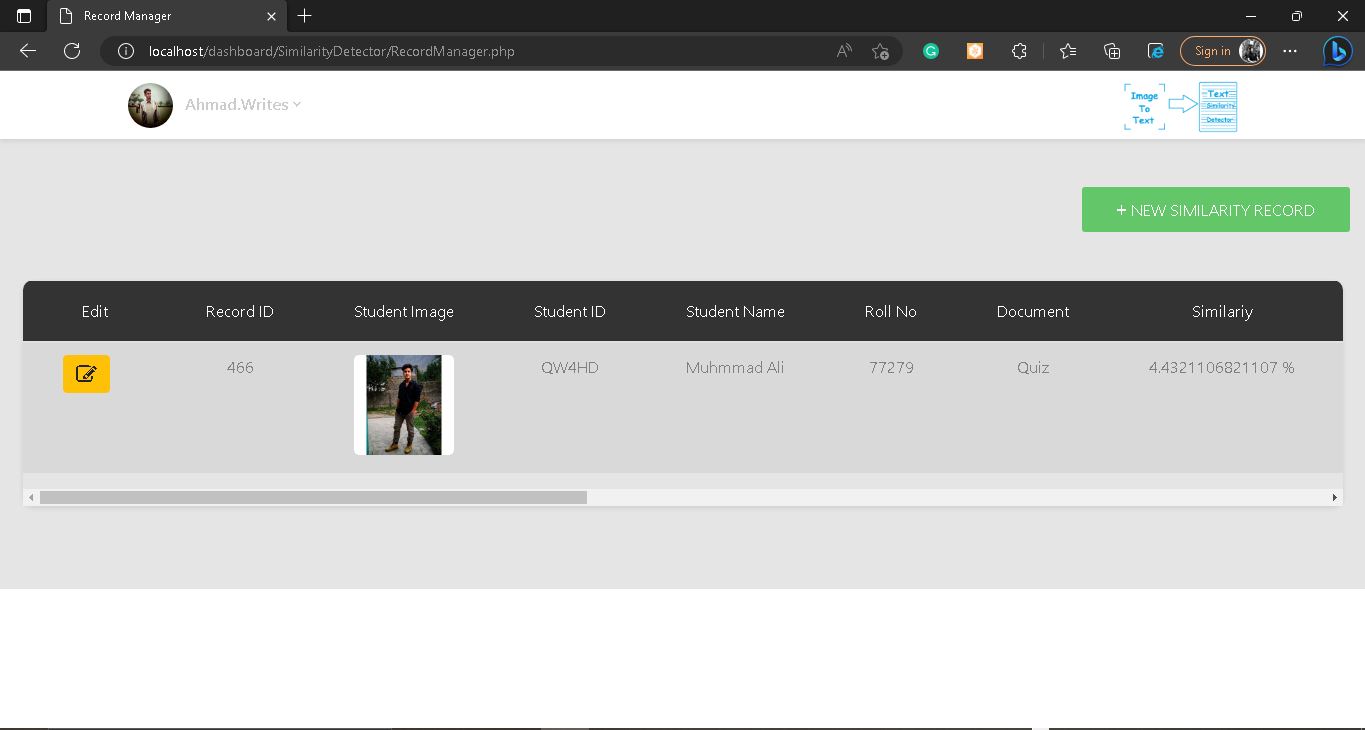 Record Manager
localhost/dashboard/SimilarityDetector/RecordManager.php
Sign in
Ahmad.Writes
Image To Text
Text Similarity Detector
+ NEW SIMILARITY RECORD
Edit Record ID Student Image Student ID Student Name Roll No Document Similariy
466 QW4HD Muhmmad Ali 77279 Quiz 4.4321106821107 %